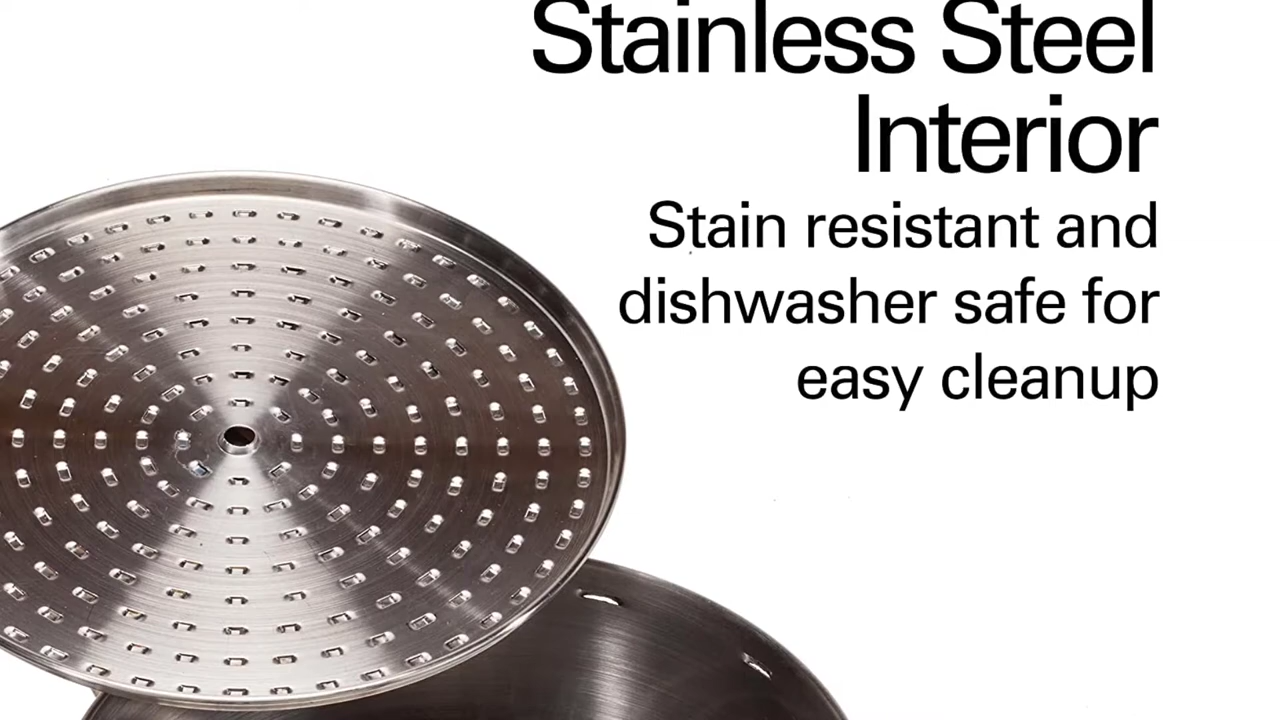 Stainless Steel
Interior
Stain resistant and
dishwasher safe for
easy cleanup